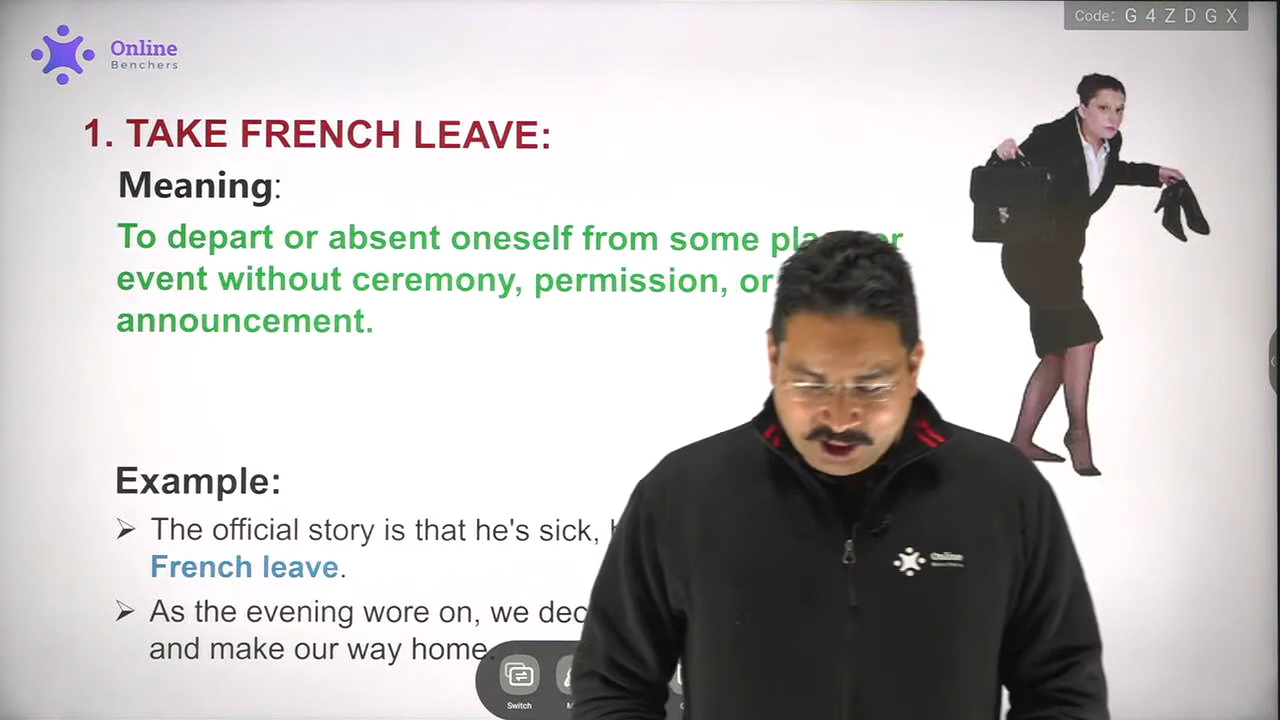 Online
Benchers
Code: G 4 Z D G X
1. TAKE FRENCH LEAVE:
Meaning:
To depart or absent oneself from some
event without ceremony, permission, or
announcement.
Example:
➢ The official story is that he's sick,
French leave.
➢ As the evening wore on, we
and make our way home.
Switch
Online